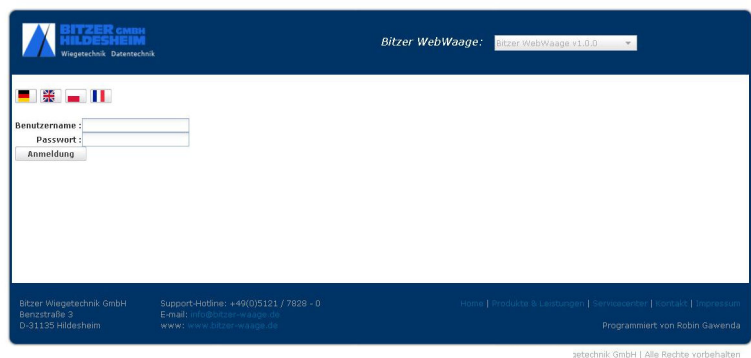 BITZER GMBH
HILDESHEIM
Wiegetechnik Datentechnik
Bitzer WebWaage: Bitzer WebWaage v1.0.0
Benutzername :
Passwort :
Anmeldung
Bitzer Wiegetechnik GmbH
Benzstraße 3
D-31135 Hildesheim
Support-Hotline: +49(0)5121 / 7828 - 0
E-mail: info@bitzer-waage.de
www: www.bitzer-waage.de
Home | Produkte & Leistungen | Servicecenter | Kontakt | Impressum
Programmiert von Robin Gawenda
getechnik GmbH | Alle Rechte vorbehalten